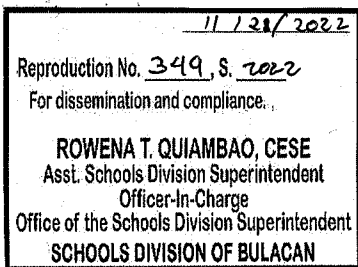 11 / 28 / 2022
Reproduction No. 349, S. 2022
For dissemination and compliance.
ROWENA T. QUIAMBAO, CESE
Asst. Schools Division Superintendent
Officer-In-Charge
Office of the Schools Division Superintendent
SCHOOLS DIVISION OF BULACAN